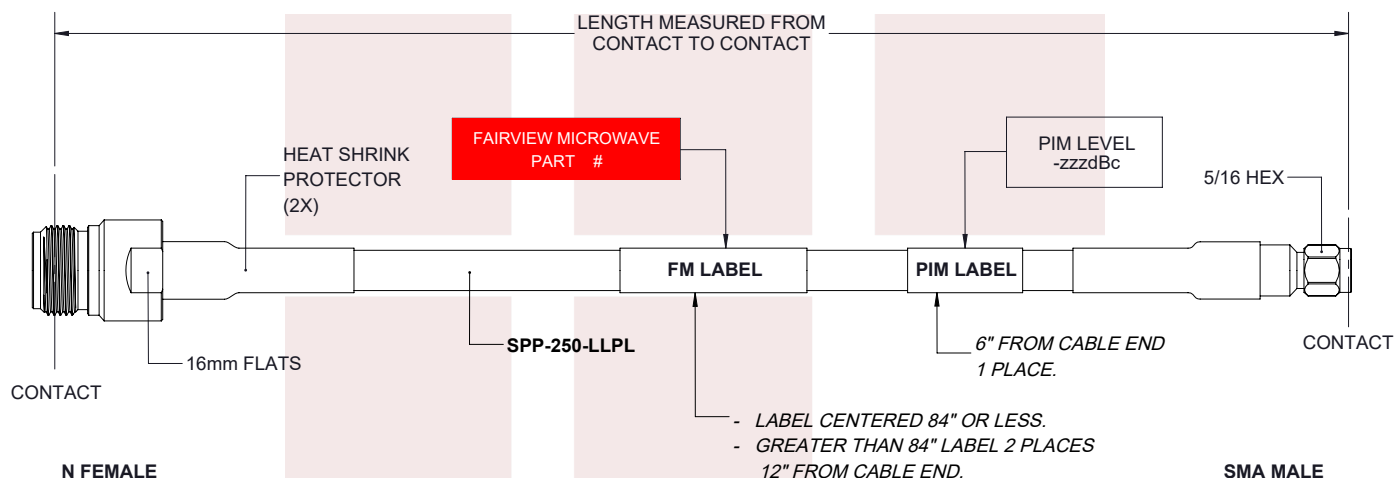 LENGTH MEASURED FROM
CONTACT TO CONTACT
FAIRVIEW MICROWAVE
PART #
PIM LEVEL
-zzzdBc
HEAT SHRINK
PROTECTOR
(2X)
5/16 HEX
FM LABEL
PIM LABEL
16mm FLATS
SPP-250-LLPL
6" FROM CABLE END
1 PLACE.
CONTACT
CONTACT
- LABEL CENTERED 84" OR LESS.
- GREATER THAN 84" LABEL 2 PLACES
12" FROM CABLE END.
N FEMALE
SMA MALE